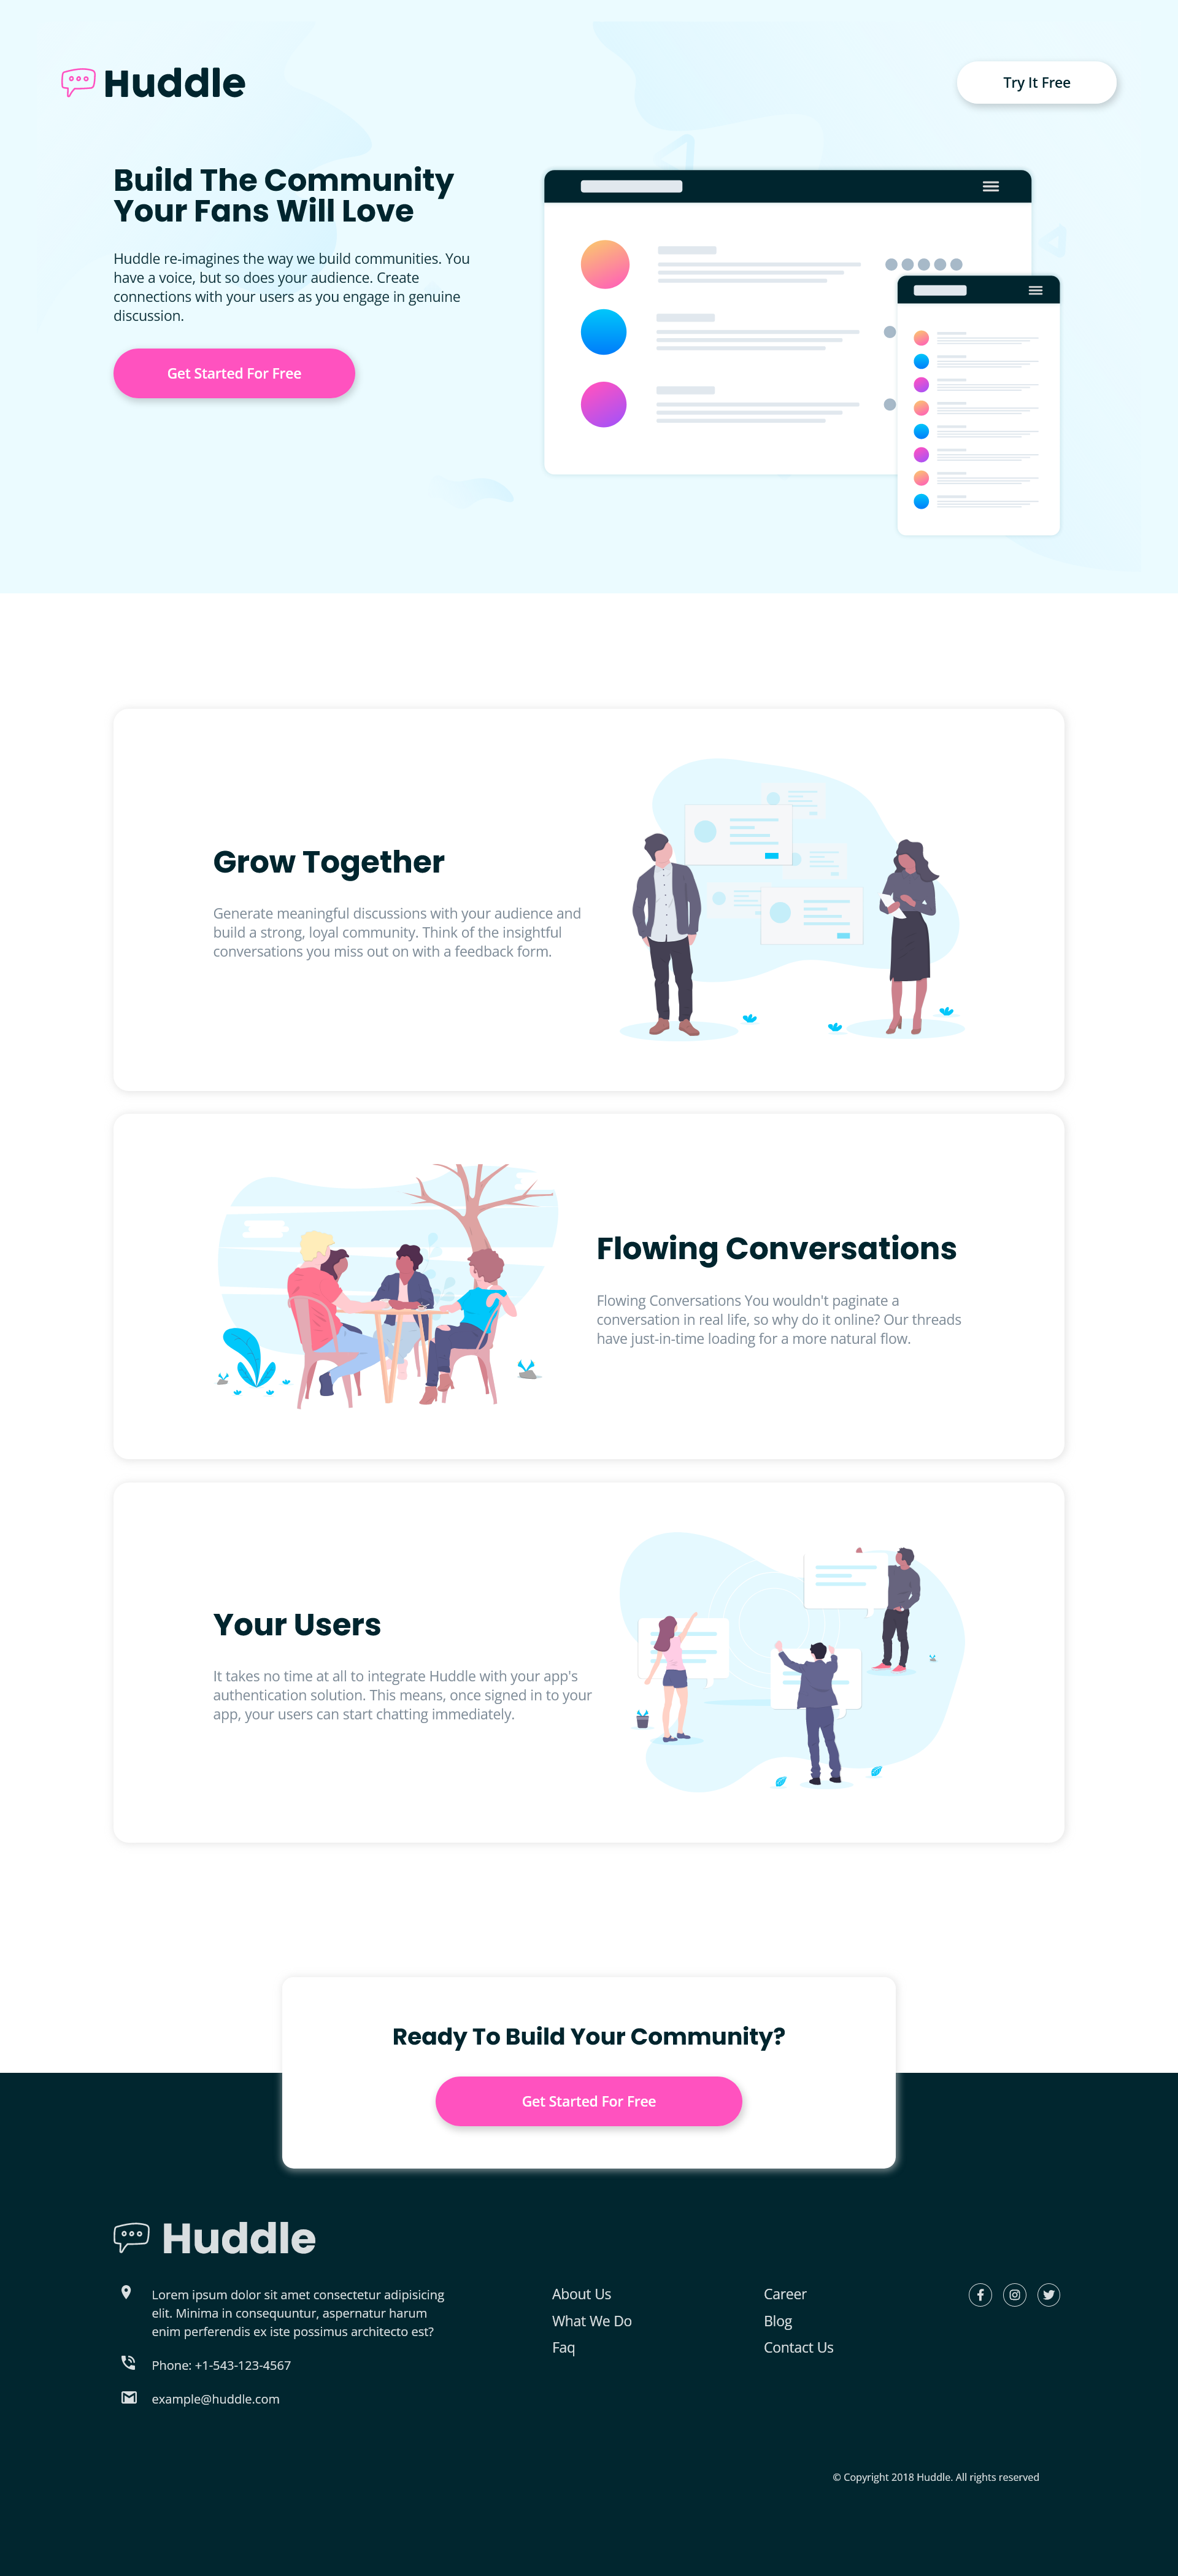 Huddle
Try It Free
Build The Community
Your Fans Will Love
Huddle re-imagines the way we build communities. You
have a voice, but so does your audience. Create
connections with your users as you engage in genuine
discussion.
Get Started For Free
Grow Together
Generate meaningful discussions with your audience and
build a strong, loyal community. Think of the insightful
conversations you miss out on with a feedback form.
Flowing Conversations
Flowing Conversations You wouldn't paginate a
conversation in real life, so why do it online? Our threads
have just-in-time loading for a more natural flow.
Your Users
It takes no time at all to integrate Huddle with your app's
authentication solution. This means, once signed in to your
app, your users can start chatting immediately.
Ready To Build Your Community?
Get Started For Free
Huddle
Lorem ipsum dolor sit amet consectetur adipisicing
elit. Minima in consequuntur, aspernatur harum
enim perferendis ex iste possimus architecto est?
Phone: +1-543-123-4567
example@huddle.com
About Us
What We Do
Faq
Career
Blog
Contact Us
© Copyright 2018 Huddle. All rights reserved